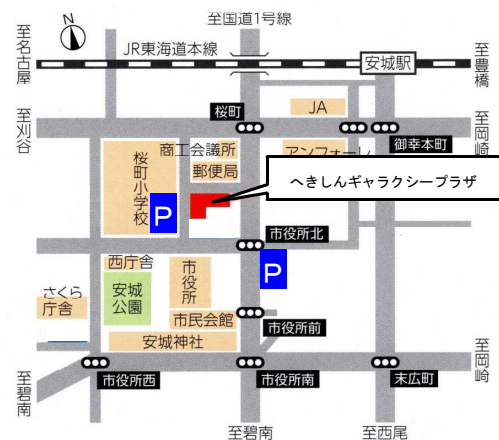 至国道1号線
至名古屋
N
JR東海道本線
安城駅
至豊橋
至刈谷
桜町
JA
至岡崎
商工会議所
アンフォーレ
御幸本町
桜町小学校
郵便局
へきしんギャラクシープラザ
P
市役所北
西庁舎
P
さくら
庁舎
安城
公園
市役所
市民会館
市役所前
安城神社
至碧南
市役所西
市役所南
末広町
至岡崎
至碧南
至西尾